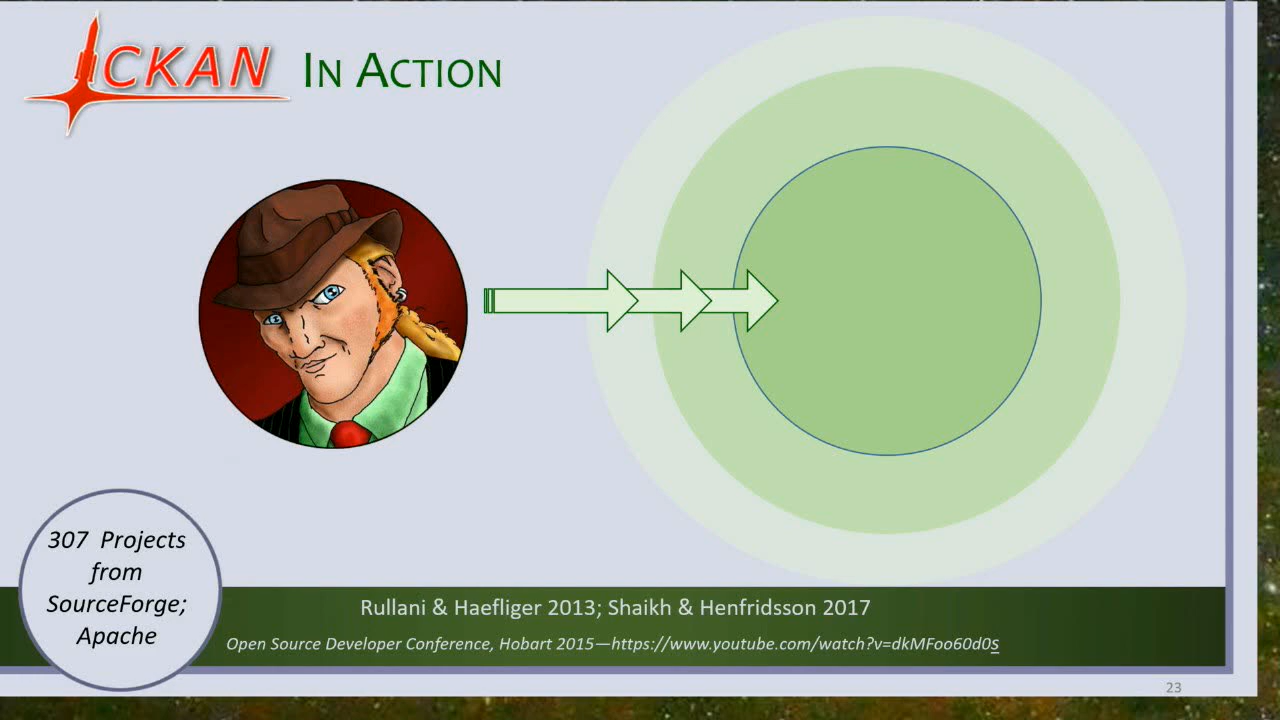 CKAN IN ACTION
307 Projects
from
SourceForge;
Apache
Rullani & Haefliger 2013; Shaikh & Henfridsson 2017
Open Source Developer Conference, Hobart 2015—https://www.youtube.com/watch?v=dkMFoo60d0s
23